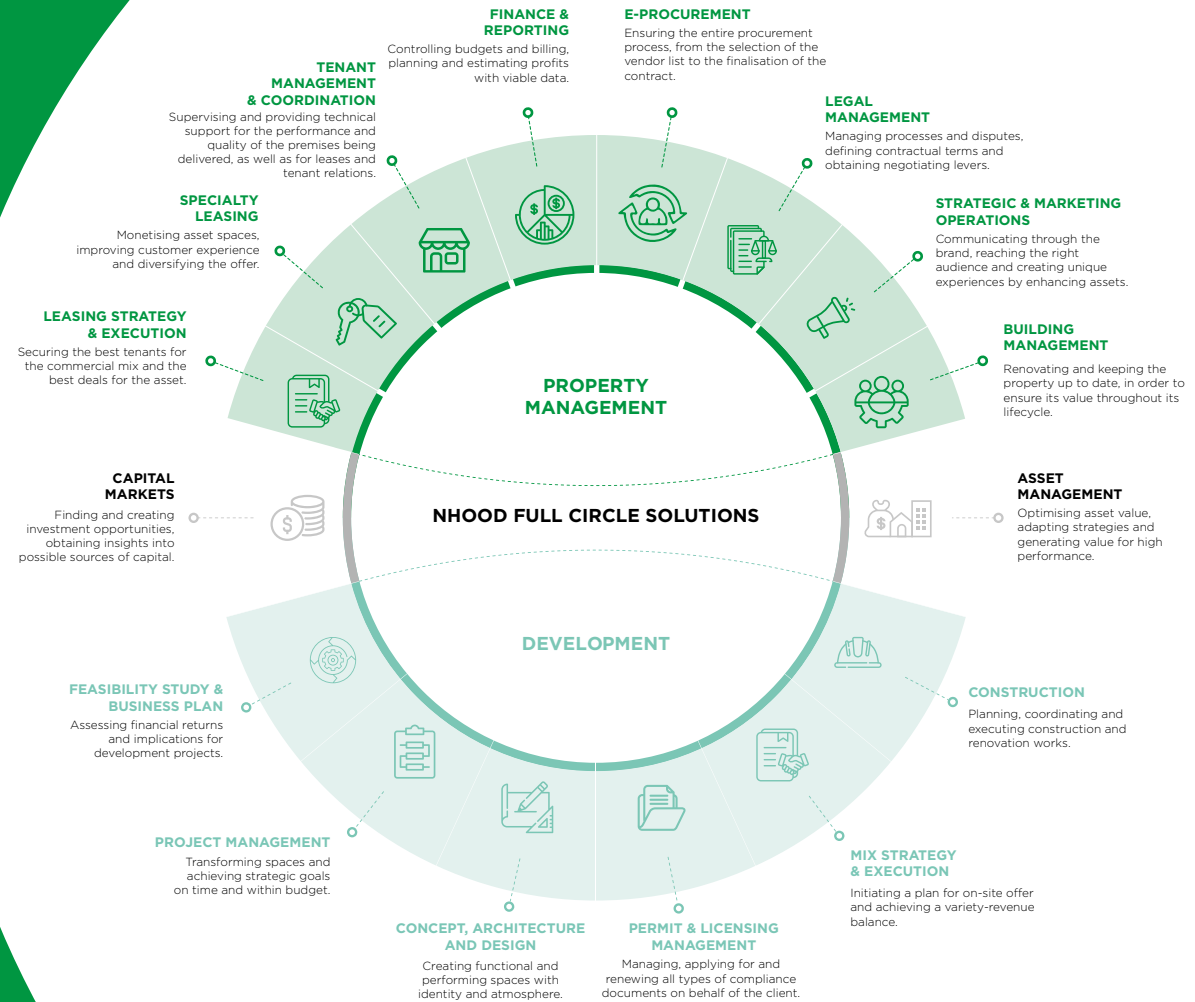 FINANCE &
REPORTING
Controlling budgets and billing,
planning and estimating profits
with viable data.
E-PROCUREMENT
Ensuring the entire procurement
process, from the selection of the
vendor list to the finalisation of the
contract.
TENANT
MANAGEMENT
& COORDINATION
Supervising and providing technical
support for the performance and
quality of the premises being
delivered, as well as for leases and
tenant relations.
LEGAL
MANAGEMENT
Managing processes and disputes,
defining contractual terms and
obtaining negotiating levers.
SPECIALTY
LEASING
Monetising asset spaces,
improving customer experience
and diversifying the offer.
STRATEGIC & MARKETING
OPERATIONS
Communicating through the
brand, reaching the right
audience and creating unique
experiences by enhancing assets.
LEASING STRATEGY
& EXECUTION
Securing the best tenants for
the commercial mix and the
best deals for the asset.
BUILDING
MANAGEMENT
Renovating and keeping the
property up to date, in order to
ensure its value throughout its
lifecycle.
PROPERTY
MANAGEMENT
CAPITAL
MARKETS
Finding and creating
investment opportunities,
obtaining insights into
possible sources of capital.
NHOOD FULL CIRCLE SOLUTIONS
ASSET
MANAGEMENT
Optimising asset value,
adapting strategies and
generating value for high
performance.
DEVELOPMENT
FEASIBILITY STUDY &
BUSINESS PLAN
Assessing financial returns
and implications for
development projects.
CONSTRUCTION
Planning, coordinating and
executing construction and
renovation works.
PROJECT MANAGEMENT
Transforming spaces and
achieving strategic goals
on time and within budget.
MIX STRATEGY
& EXECUTION
Initiating a plan for on-site offer
and achieving a variety-revenue
balance.
CONCEPT, ARCHITECTURE
AND DESIGN
Creating functional and
performing spaces with
identity and atmosphere.
PERMIT & LICENSING
MANAGEMENT
Managing, applying for and
renewing all types of compliance
documents on behalf of the client.